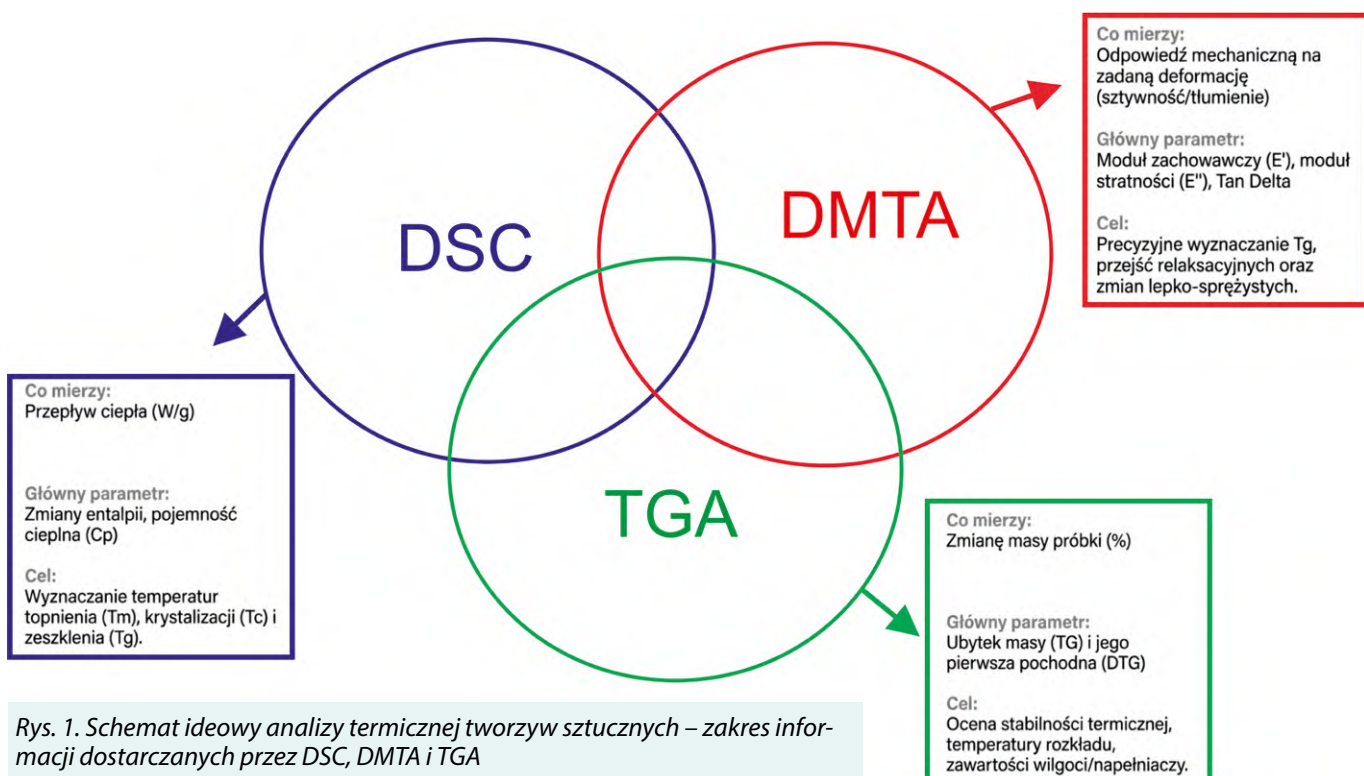 DSC
DMTA
TGA
Co mierzy:
Odpowiedź mechaniczną na
zadaną deformację
(sztywność/tłumienie)
Główny parametr:
Moduł zachowawczy (E'), moduł
stratności (E"), Tan Delta
Cel:
Precyzyjne wyznaczanie Tg,
przejść relaksacyjnych oraz
zmian lepko-sprężystych.
Co mierzy:
Przepływ ciepła (W/g)
Główny parametr:
Zmiany entalpii, pojemność
cieplna (Cp)
Cel:
Wyznaczanie temperatur
topnienia (Tm), krystalizacji (Tc) i
zeszklenia (Tg).
Co mierzy:
Zmianę masy próbki (%)
Główny parametr:
Ubytek masy (TG) i jego
pierwsza pochodna (DTG)
Cel:
Ocena stabilności termicznej,
temperatury rozkładu,
zawartości wilgoci/napełniaczy.
Rys. 1. Schemat ideowy analizy termicznej tworzyw sztucznych – zakres infor-
macji dostarczanych przez DSC, DMTA i TGA